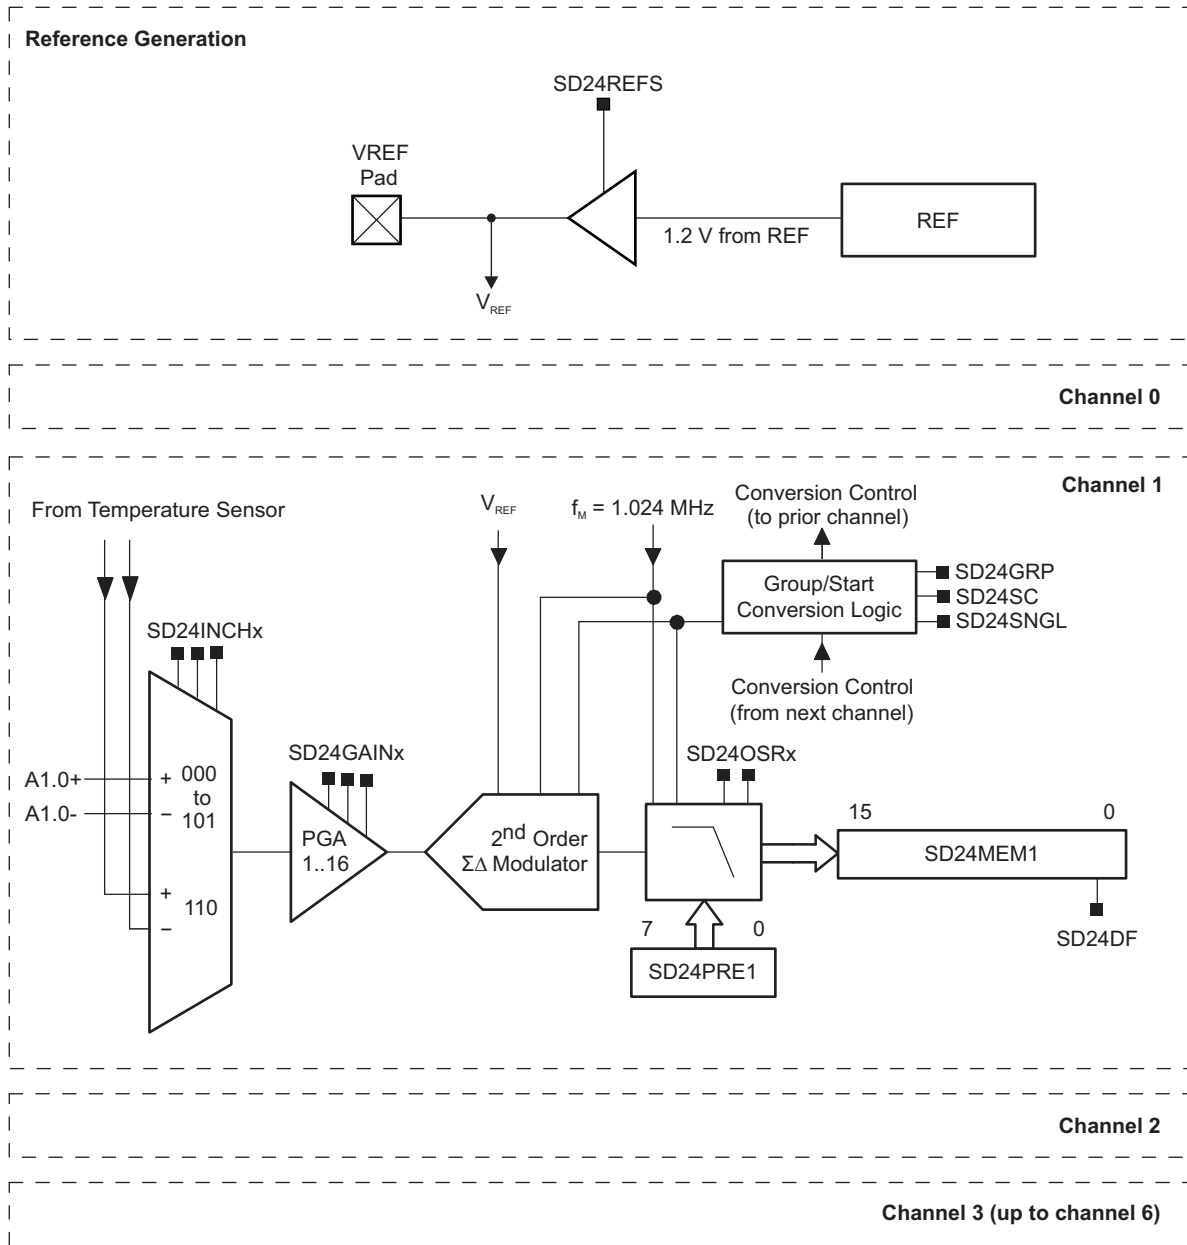 Reference Generation
SD24REFS
VREF
Pad
1.2 V from REF
REF
VREF
Channel 0
Channel 1
From Temperature Sensor
VREF
fM = 1.024 MHz
Conversion Control
(to prior channel)
Group/Start
Conversion Logic
SD24GRP
SD24SC
SD24SNGL
Conversion Control
(from next channel)
SD24INCHx
SD24GAINx
SD24OSRx
A1.0+
A1.0-
+ 000
to
− 101
+ 110
−
PGA
1..16
2nd Order
ΣΔ Modulator
15 0
SD24MEM1
SD24DF
7 0
SD24PRE1
Channel 2
Channel 3 (up to channel 6)